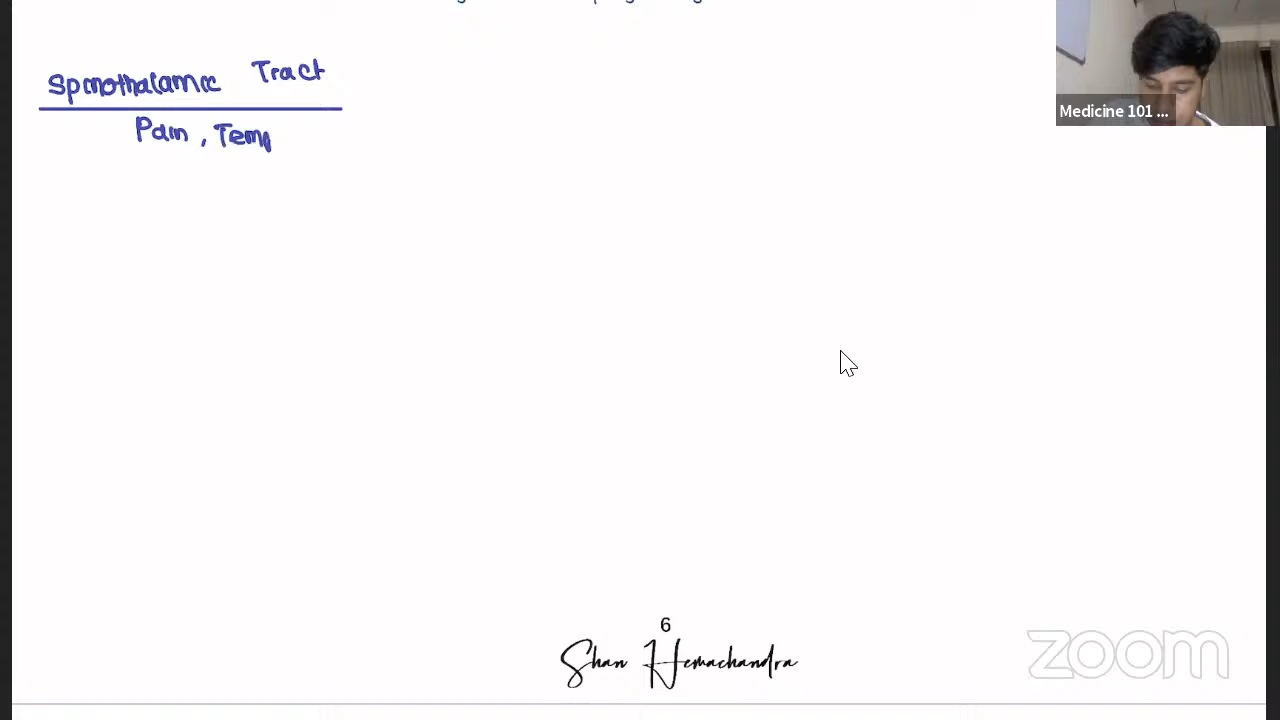 Spinothalamic Tract
Pain, Temp
Medicine 101 ...
6
Shan Hemachandra
zoom